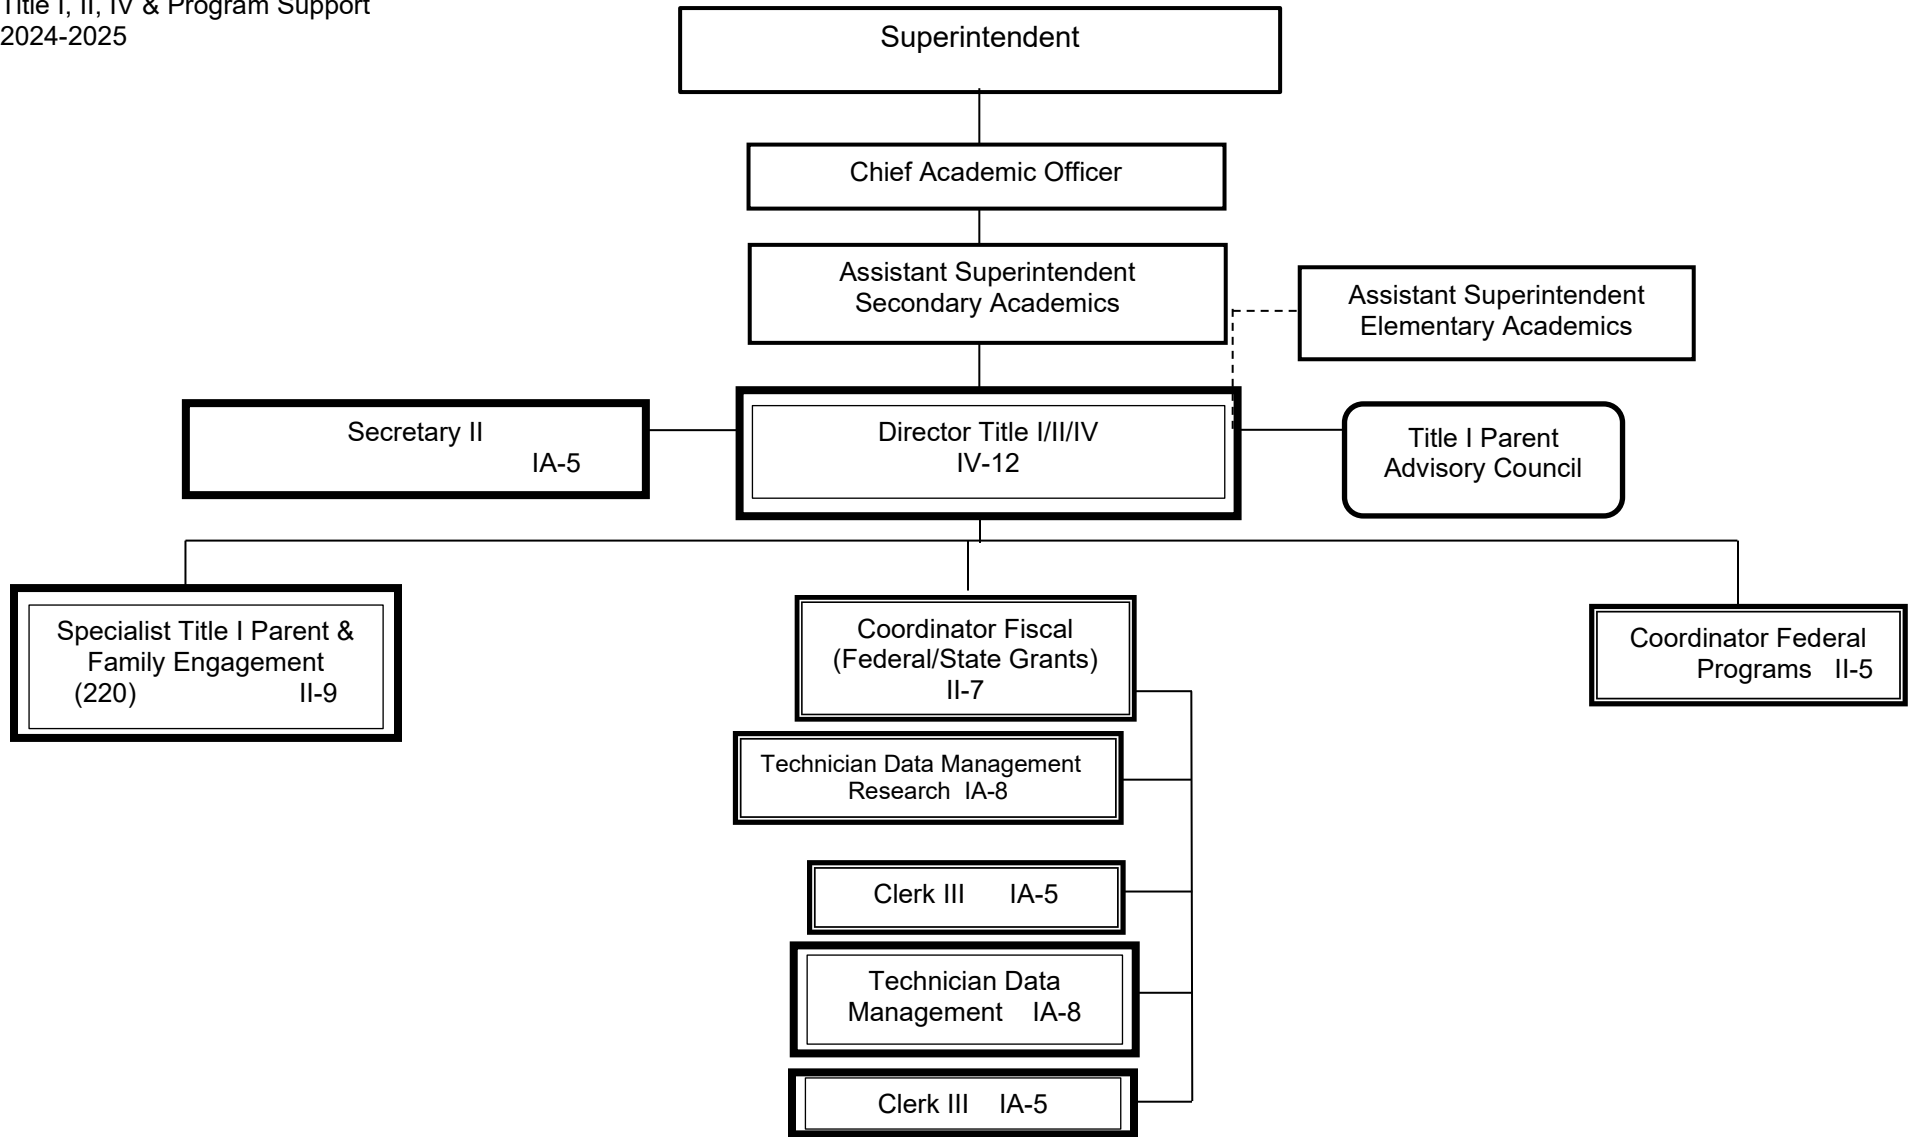 Title I, II, IV & Program Support
2024-2025
Superintendent
Chief Academic Officer
Assistant Superintendent
Secondary Academics
Assistant Superintendent
Elementary Academics
Secretary II
IA-5
Director Title I/II/IV
IV-12
Title I Parent
Advisory Council
Specialist Title I Parent &
Family Engagement
(220) II-9
Coordinator Fiscal
(Federal/State Grants)
II-7
Coordinator Federal
Programs II-5
Technician Data Management
Research IA-8
Clerk III IA-5
Technician Data
Management IA-8
Clerk III IA-5